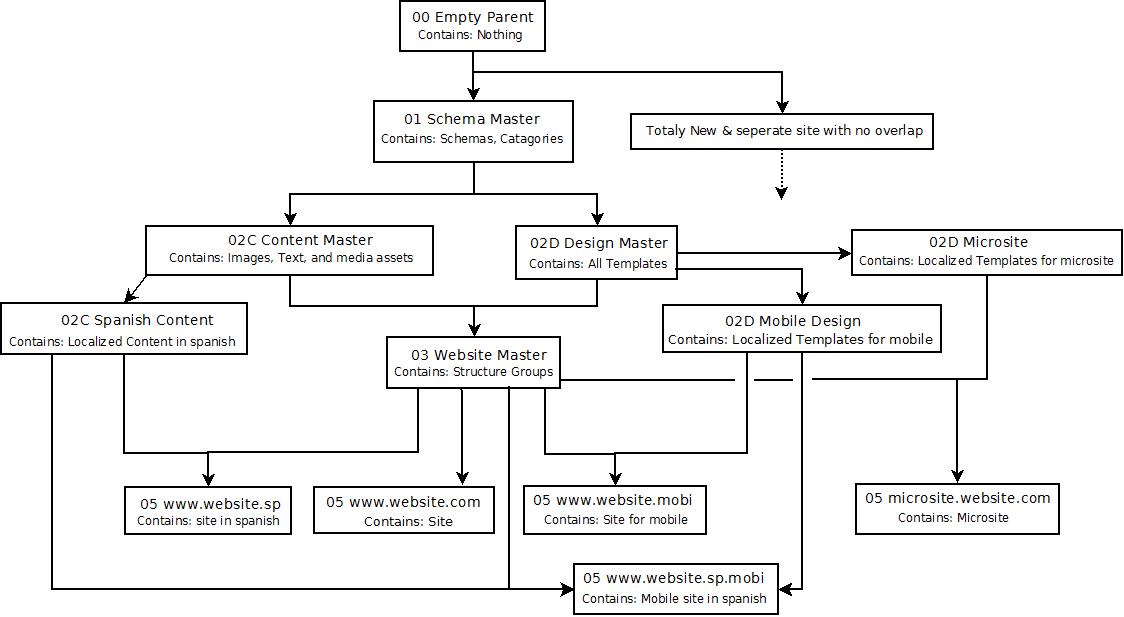 00 Empty Parent
Contains: Nothing
01 Schema Master
Contains: Schemas, Catagories
Totaly New & seperate site with no overlap
02C Content Master
Contains: Images, Text, and media assets
02D Design Master
Contains: All Templates
02D Microsite
Contains: Localized Templates for microsite
02C Spanish Content
Contains: Localized Content in spanish
02D Mobile Design
Contains: Localized Templates for mobile
03 Website Master
Contains: Structure Groups
05 www.website.sp
Contains: site in spanish
05 www.website.com
Contains: Site
05 www.website.mobi
Contains: Site for mobile
05 microsite.website.com
Contains: Microsite
05 www.website.sp.mobi
Contains: Mobile site in spanish